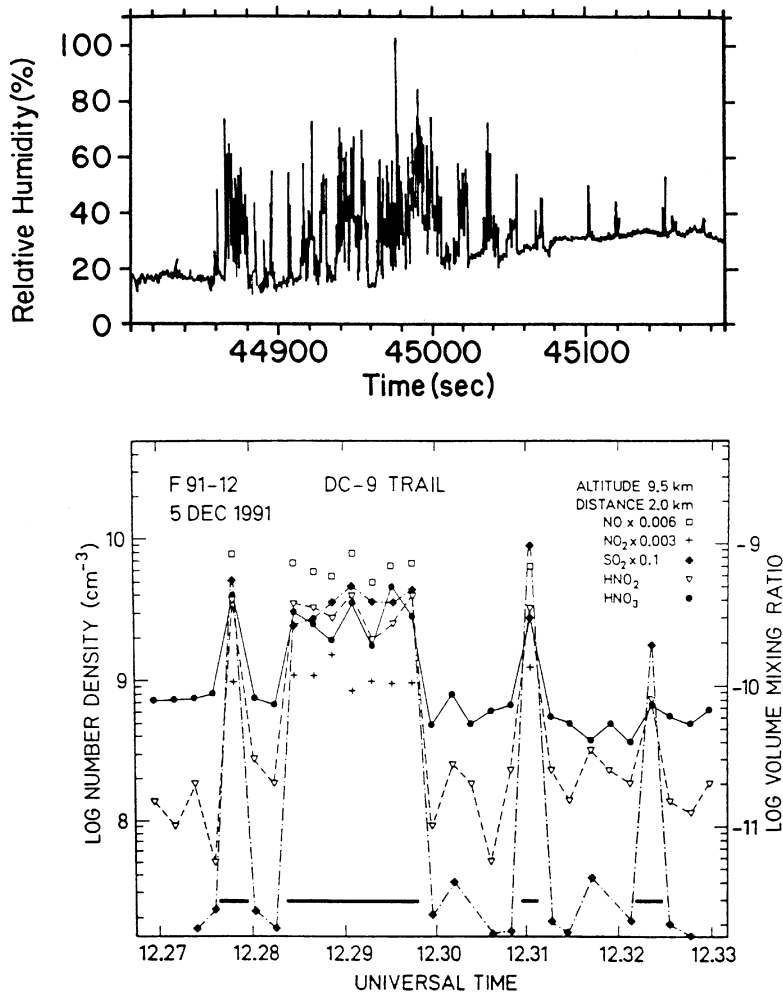 Relative Humidity (%)
100
80
60
40
20
0
44900 45000 45100
Time (sec)
F 91-12 DC-9 TRAIL
5 DEC 1991
ALTITUDE 9.5 km
DISTANCE 2.0 km
NO x 0.006
NO₂ x 0.003
SO₂ x 0.1
HNO₂
HNO₃
LOG NUMBER DENSITY (cm⁻³)
10
9
8
-9
-10
-11
LOG VOLUME MIXING RATIO
12.27 12.28 12.29 12.30 12.31 12.32 12.33
UNIVERSAL TIME